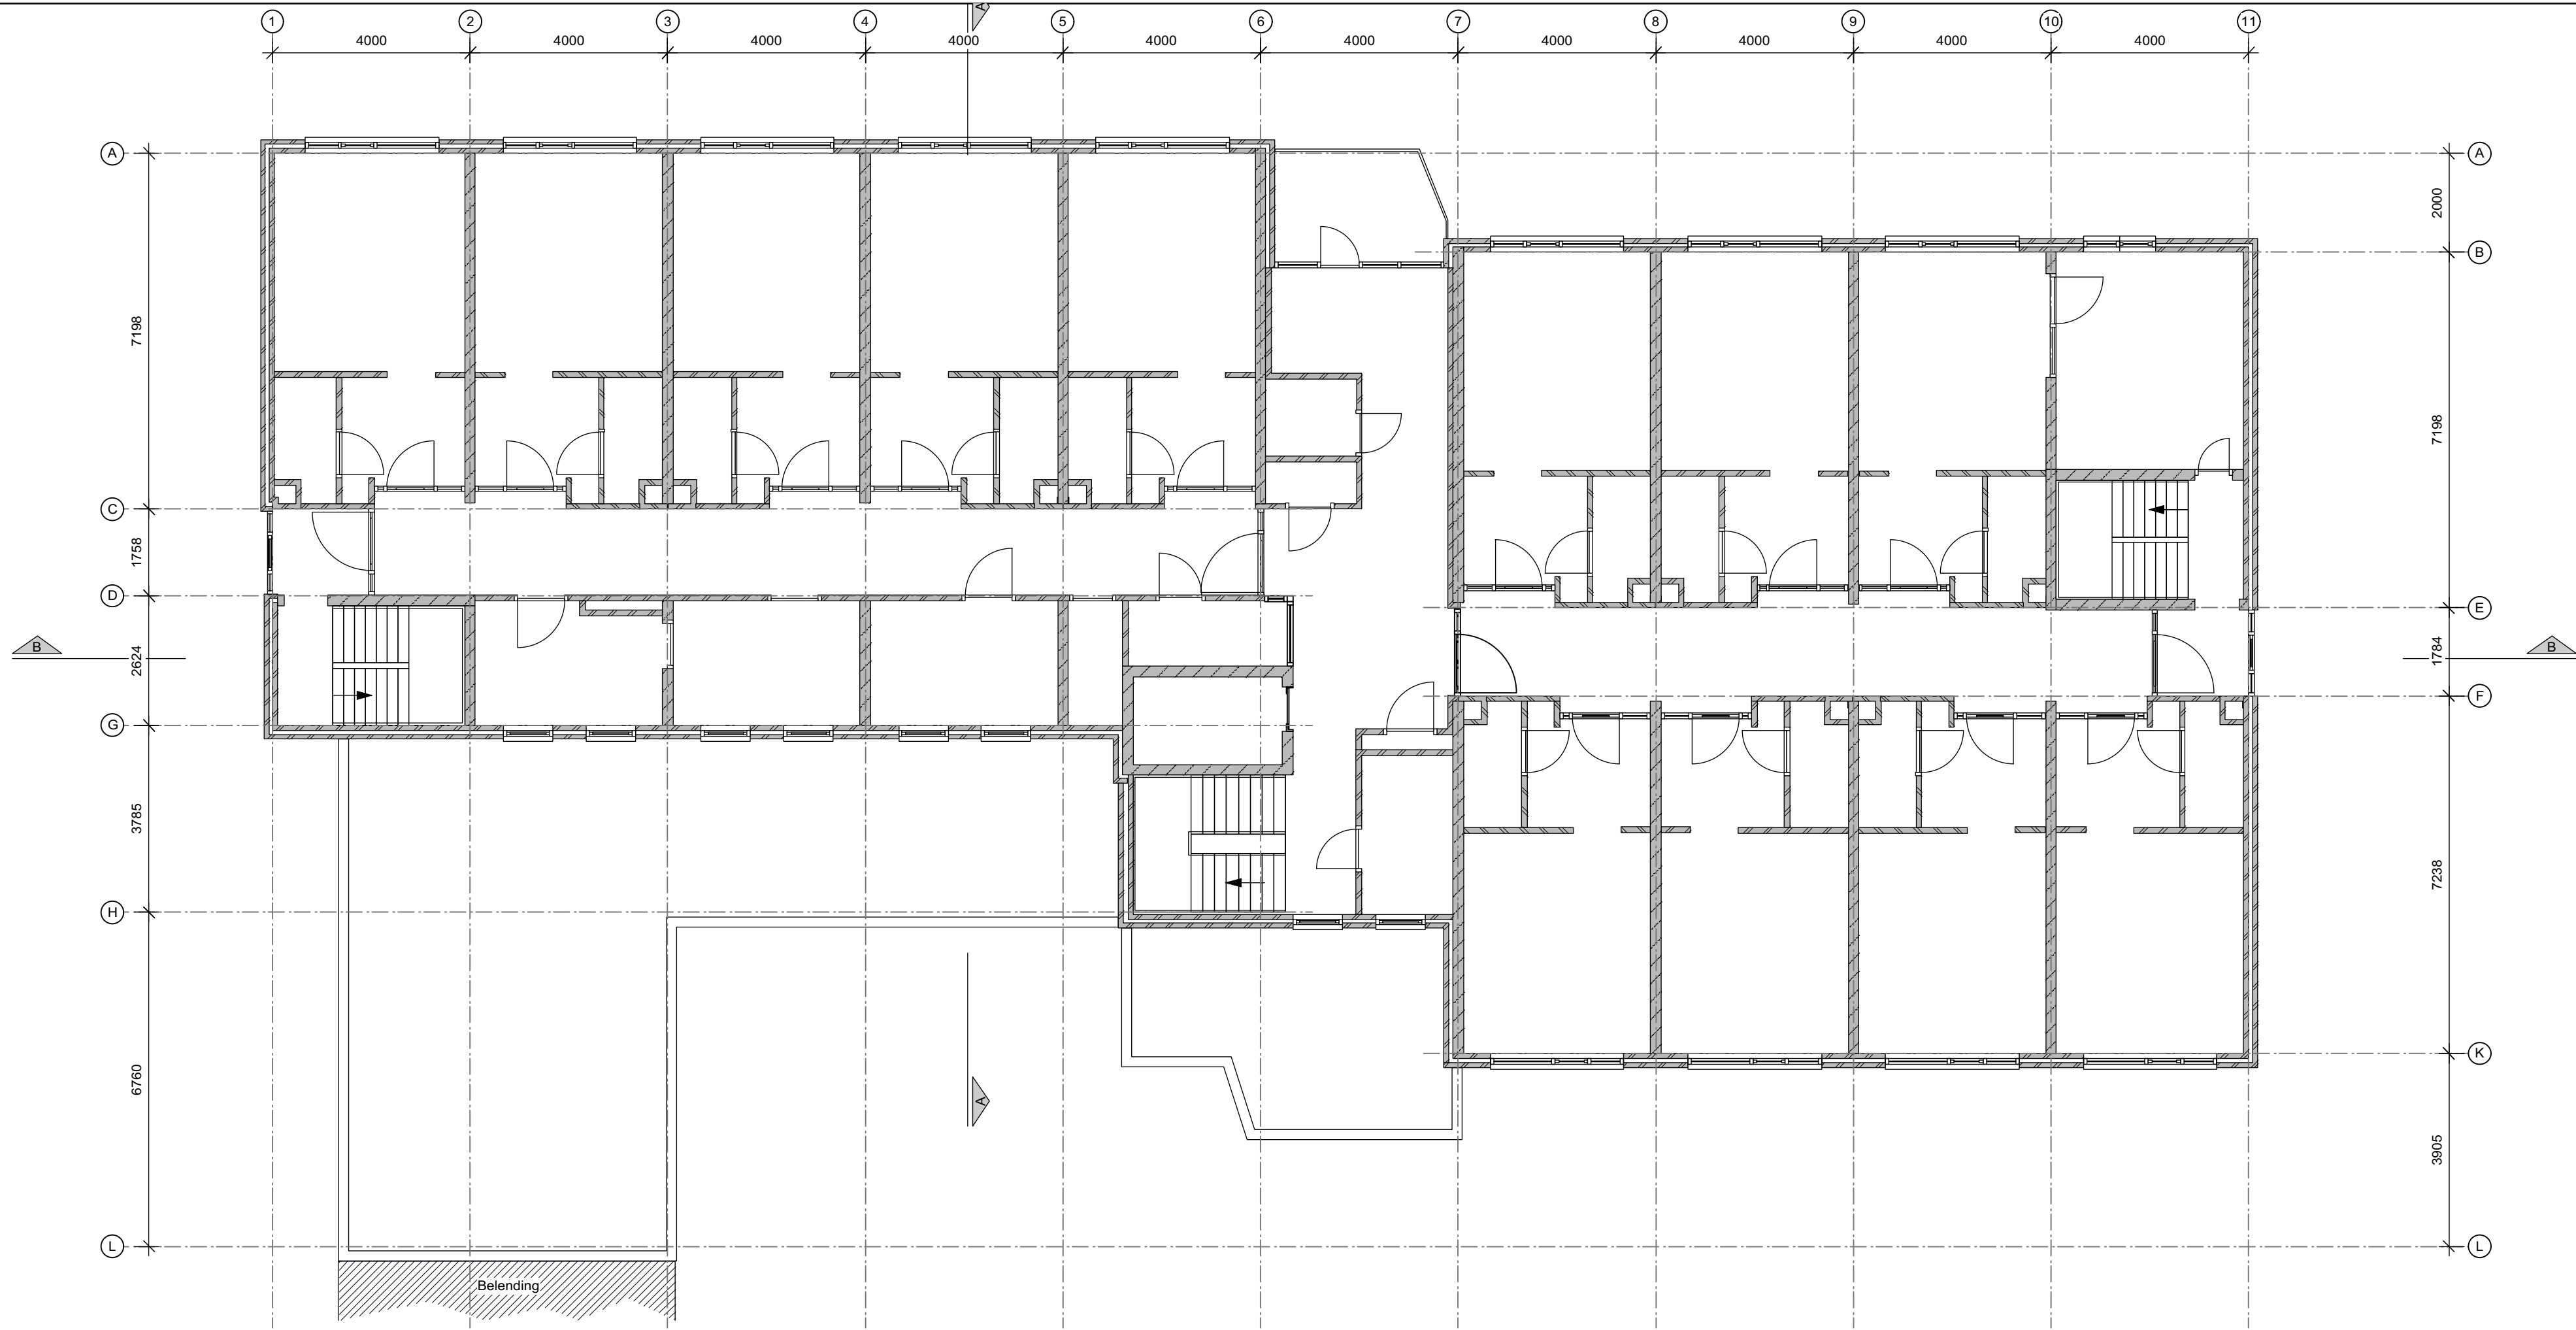 1 2 3 4 5 6 7 8 9 10 11
4000 4000 4000 4000 4000 4000 4000 4000 4000 4000
A
A A
2000
B
7198
7198
C
1758
D
E
B 2624 1784 B
F
G
3785
7238
H
K
A
6760
3905
L L
Belending